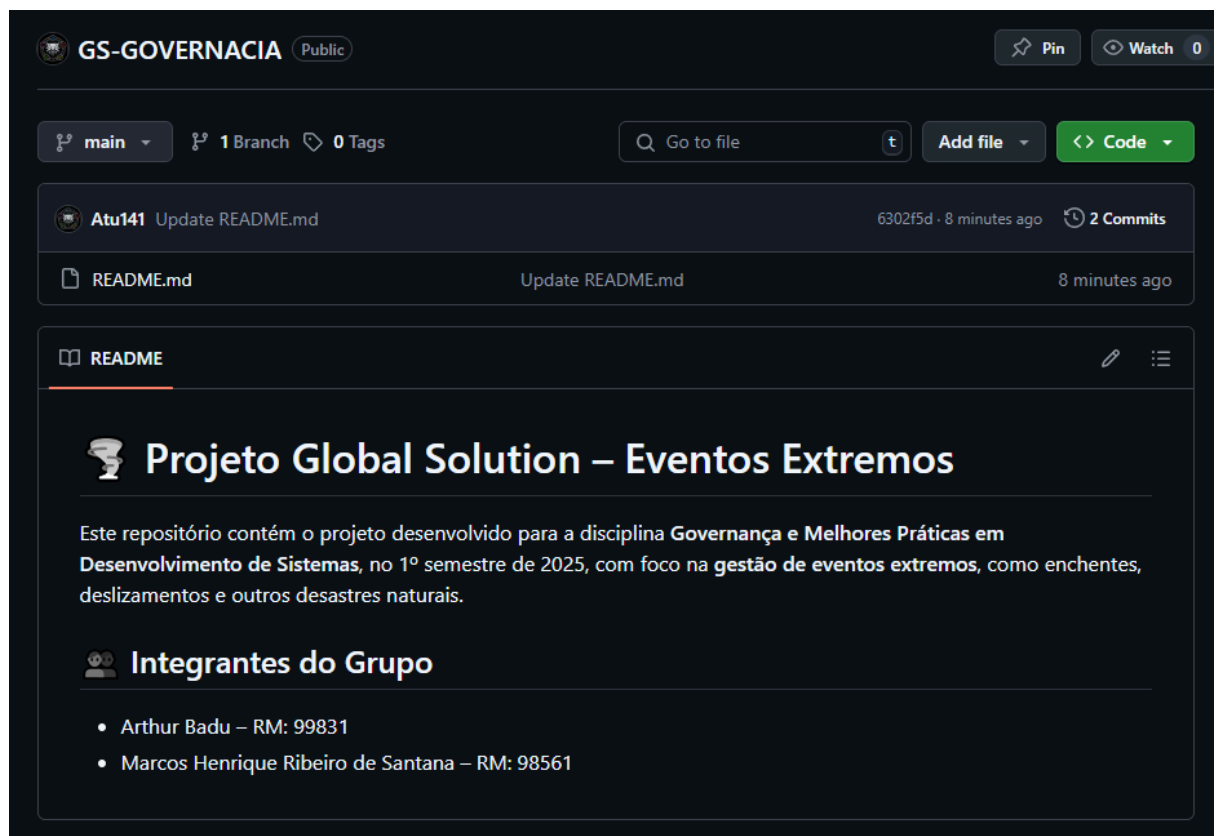 GS-GOVERNACIA Public Pin Watch 0
main 1 Branch 0 Tags Go to file t Add file <> Code
Atu141 Update README.md 6302f5d · 8 minutes ago 2 Commits
README.md Update README.md 8 minutes ago
README
Projeto Global Solution – Eventos Extremos
Este repositório contém o projeto desenvolvido para a disciplina Governança e Melhores Práticas em
Desenvolvimento de Sistemas, no 1º semestre de 2025, com foco na gestão de eventos extremos, como enchentes,
deslizamentos e outros desastres naturais.
Integrantes do Grupo
• Arthur Badu – RM: 99831
• Marcos Henrique Ribeiro de Santana – RM: 98561